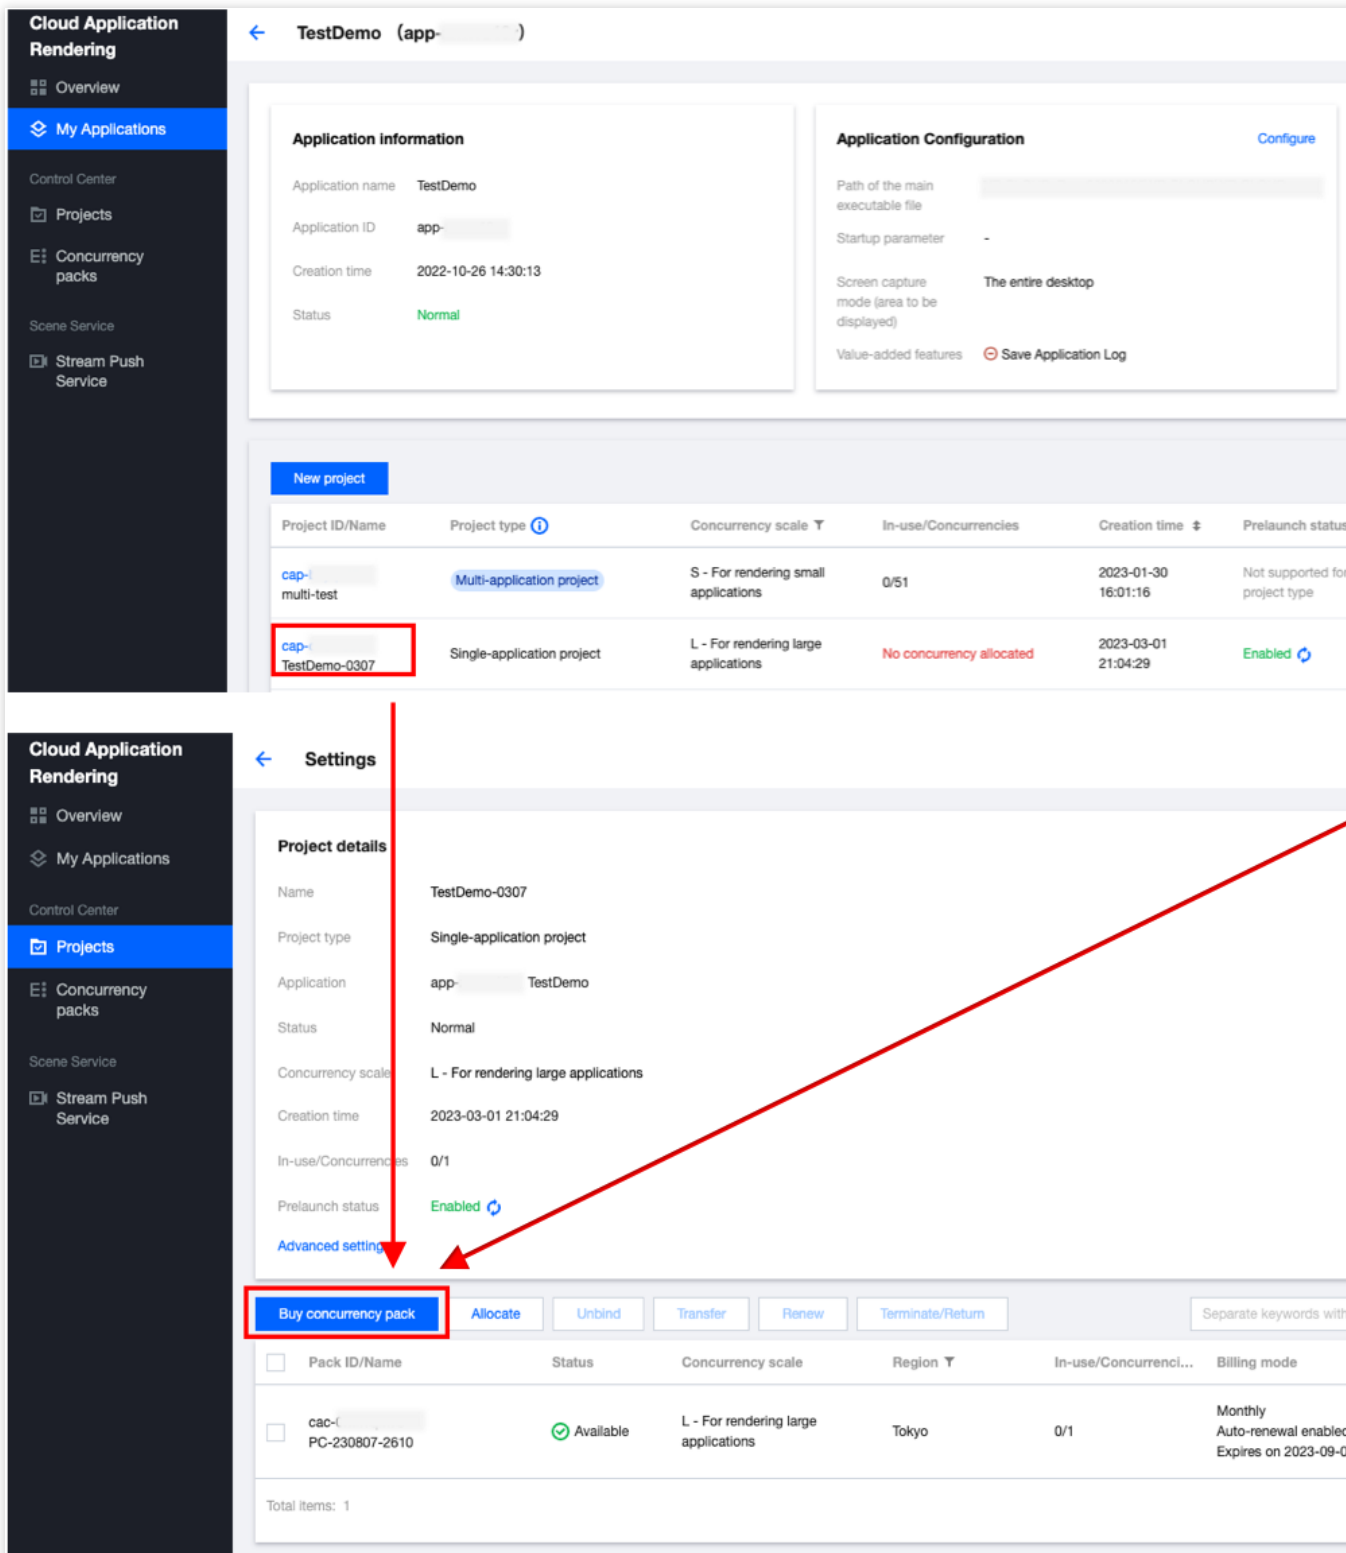 Cloud Application
Rendering
Overview
My Applications
Control Center
Projects
Concurrency
packs
Scene Service
Stream Push
Service
TestDemo (app- )
Application information
Application name TestDemo
Application ID app-
Creation time 2022-10-26 14:30:13
Status Normal
Application Configuration Configure
Path of the main
executable file
Startup parameter -
Screen capture
mode (area to be
displayed)
The entire desktop
Value-added features Save Application Log
New project
Project ID/Name Project type Concurrency scale In-use/Concurrencies Creation time Prelaunch status
cap-
multi-test
Multi-application project
S - For rendering small
applications
0/51
2023-01-30
16:01:16
Not supported for
project type
cap-
TestDemo-0307
Single-application project
L - For rendering large
applications
No concurrency allocated
2023-03-01
21:04:29
Enabled
Cloud Application
Rendering
Overview
My Applications
Control Center
Projects
Concurrency
packs
Scene Service
Stream Push
Service
Settings
Project details
Name TestDemo-0307
Project type Single-application project
Application app- TestDemo
Status Normal
Concurrency scale L - For rendering large applications
Creation time 2023-03-01 21:04:29
In-use/Concurrencies 0/1
Prelaunch status Enabled
Advanced setting
Buy concurrency pack Allocate Unbind Transfer Renew Terminate/Return Separate keywords with
Pack ID/Name Status Concurrency scale Region In-use/Concurrenci... Billing mode
cac-
PC-230807-2610
Available
L - For rendering large
applications
Tokyo
0/1
Monthly
Auto-renewal enabled
Expires on 2023-09-0
Total items: 1